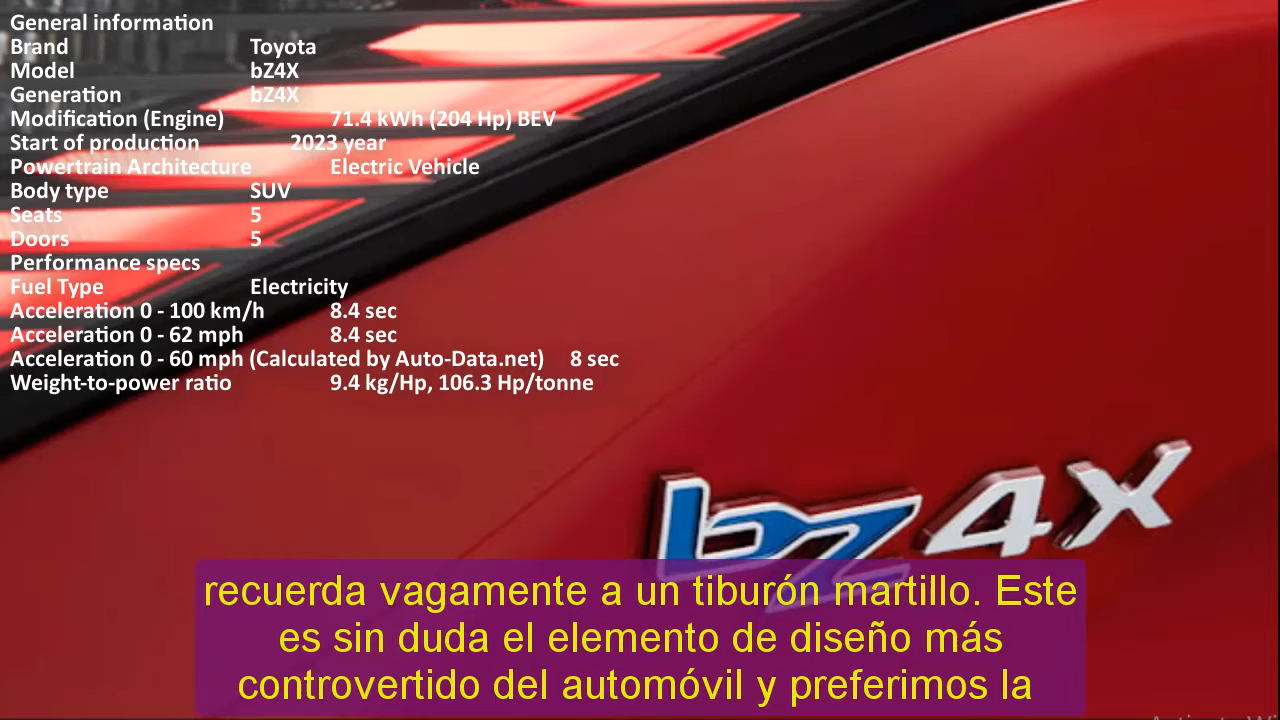 General information
Brand Toyota
Model bZ4X
Generation bZ4X
Modification (Engine) 71.4 kWh (204 Hp) BEV
Start of production 2023 year
Powertrain Architecture Electric Vehicle
Body type SUV
Seats 5
Doors 5
Performance specs
Fuel Type Electricity
Acceleration 0 - 100 km/h 8.4 sec
Acceleration 0 - 62 mph 8.4 sec
Acceleration 0 - 60 mph (Calculated by Auto-Data.net) 8 sec
Weight-to-power ratio 9.4 kg/Hp, 106.3 Hp/tonne
bZ4X
recuerda vagamente a un tiburón martillo. Este
es sin duda el elemento de diseño más
controvertido del automóvil y preferimos la